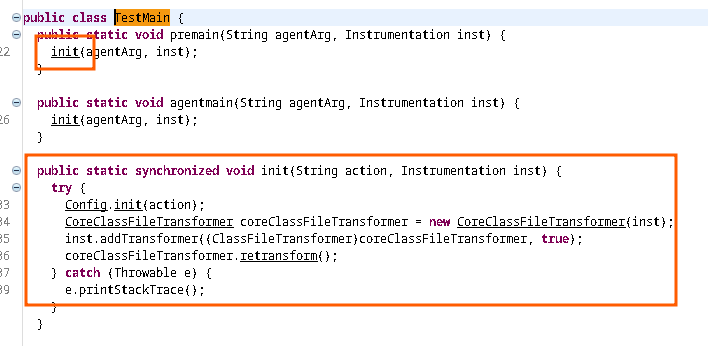 public class TestMain {
public static void premain(String agentArg, Instrumentation inst) {
22 init(agentArg, inst);
}
public static void agentmain(String agentArg, Instrumentation inst) {
26 init(agentArg, inst);
}
public static synchronized void init(String action, Instrumentation inst) {
try {
33 Config.init(action);
34 CoreClassFileTransformer coreClassFileTransformer = new CoreClassFileTransformer(inst);
35 inst.addTransformer((ClassFileTransformer)coreClassFileTransformer, true);
36 coreClassFileTransformer.retransform();
37 } catch (Throwable e) {
39 e.printStackTrace();
}
}